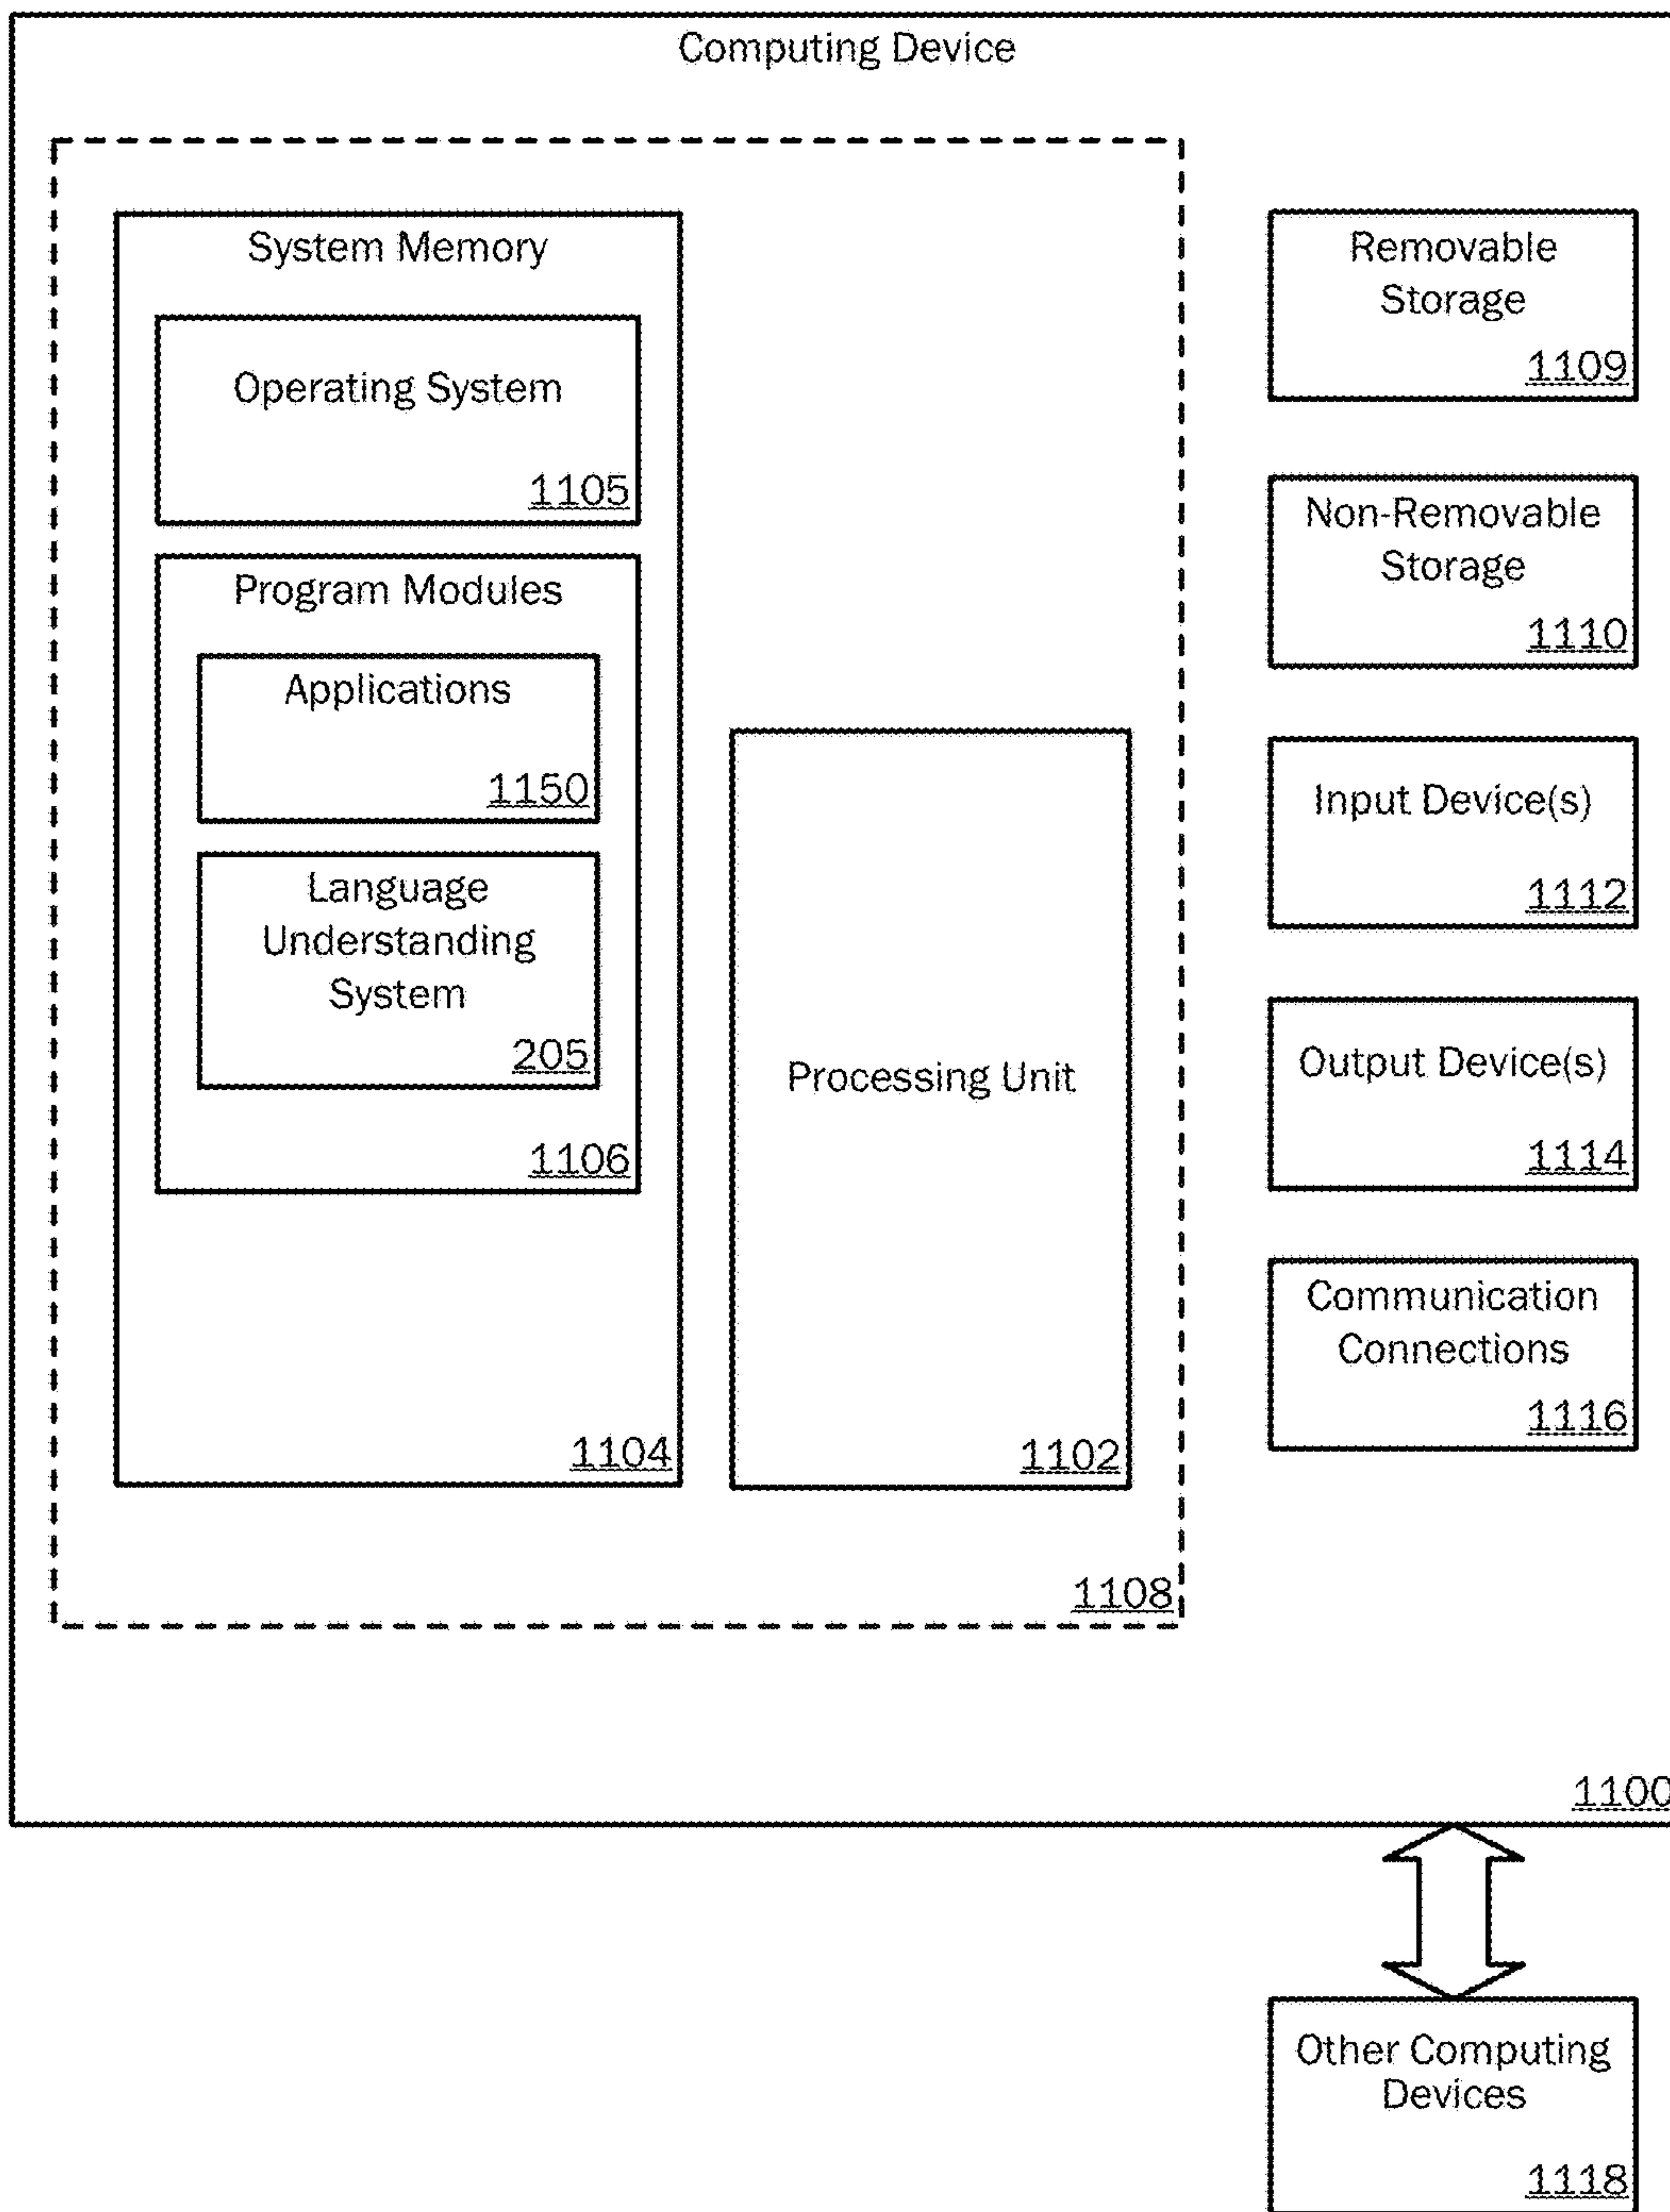 Computing Device
System Memory
Operating System
1105
Program Modules
Applications
1150
Language
Understanding
System
205
1106
1104
Processing Unit
1102
1108
Removable
Storage
1109
Non-Removable
Storage
1110
Input Device(s)
1112
Output Device(s)
1114
Communication
Connections
1116
1100
Other Computing
Devices
1118